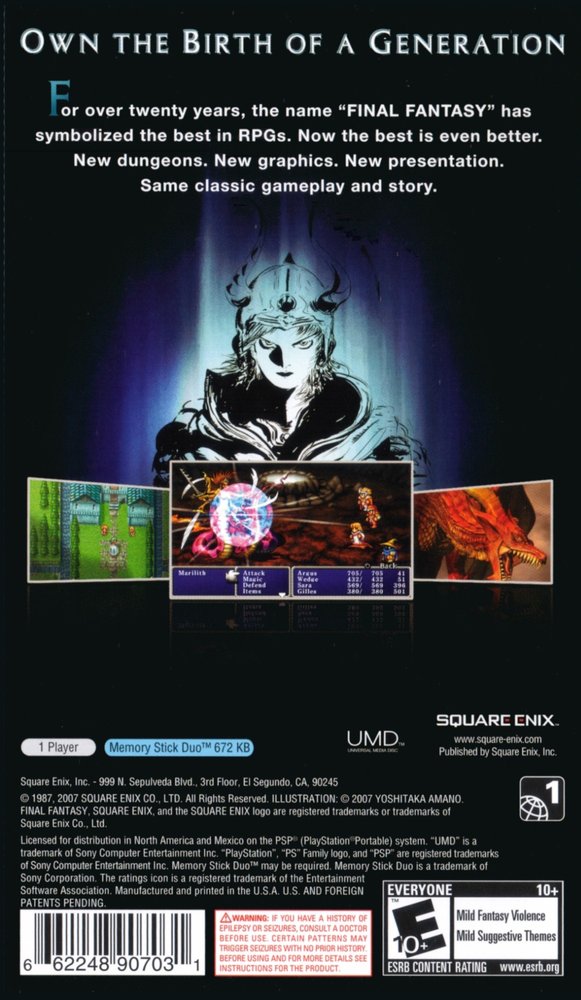 OWN THE BIRTH OF A GENERATION
For over twenty years, the name “FINAL FANTASY” has
symbolized the best in RPGs. Now the best is even better.
New dungeons. New graphics. New presentation.
Same classic gameplay and story.
Back
Marilith
Attack
Magic
Defend
Items
Argus 705/ 705 41
Wedge 432/ 432 51
Sara 569/ 569 396
Gilles 380/ 380 501
SQUARE ENIX™
www.square-enix.com
Published by Square Enix, Inc.
UMD™
UNIVERSAL MEDIA DISC
1 Player
Memory Stick Duo™ 672 KB
Square Enix, Inc. - 999 N. Sepulveda Blvd., 3rd Floor, El Segundo, CA, 90245
© 1987, 2007 SQUARE ENIX CO., LTD. All Rights Reserved. ILLUSTRATION: © 2007 YOSHITAKA AMANO.
FINAL FANTASY, SQUARE ENIX, and the SQUARE ENIX logo are registered trademarks or trademarks of
Square Enix Co., Ltd.
Licensed for distribution in North America and Mexico on the PSP® (PlayStation®Portable) system. “UMD” is a
trademark of Sony Computer Entertainment Inc. “PlayStation”, “PS” Family logo, and “PSP” are registered trademarks
of Sony Computer Entertainment Inc. Memory Stick Duo™ may be required. Memory Stick Duo is a trademark of
Sony Corporation. The ratings icon is a registered trademark of the Entertainment
Software Association. Manufactured and printed in the U.S.A. U.S. AND FOREIGN
PATENTS PENDING.
1
6 62248 90703 1
WARNING: IF YOU HAVE A HISTORY OF
EPILEPSY OR SEIZURES, CONSULT A DOCTOR
BEFORE USE. CERTAIN PATTERNS MAY
TRIGGER SEIZURES WITH NO PRIOR HISTORY.
BEFORE USING AND FOR MORE DETAILS SEE
INSTRUCTIONS FOR THE PRODUCT.
EVERYONE 10+
E
10+
™
Mild Fantasy Violence
Mild Suggestive Themes
ESRB CONTENT RATING www.esrb.org